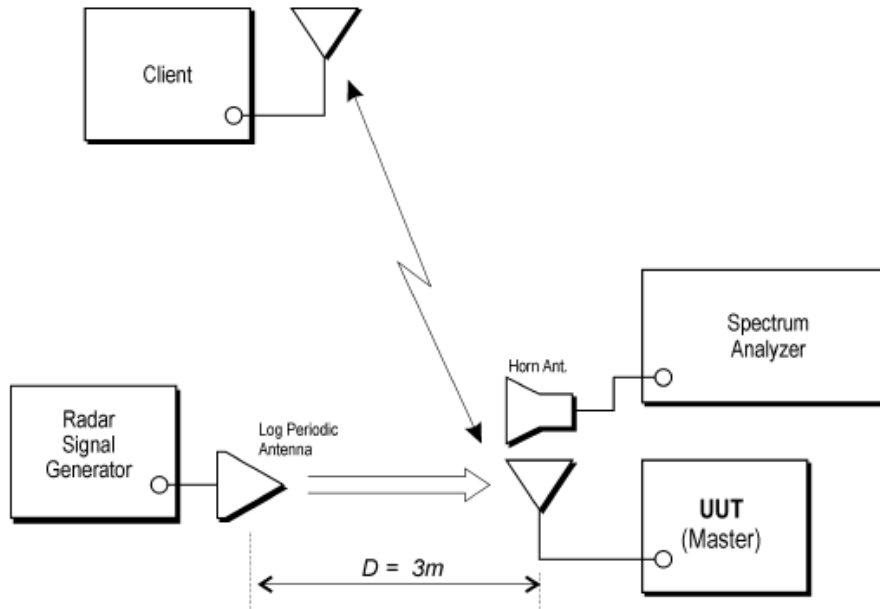 Client
Spectrum
Analyzer
Horn Ant.
Radar
Signal
Generator
Log Periodic
Antenna
UUT
(Master)
D = 3m